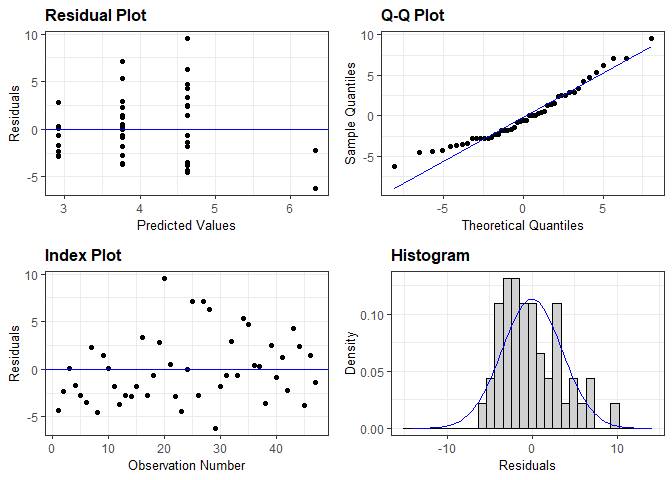 Residual Plot
10
5
0
-5
3
4
5
6
Residuals
Predicted Values
Q-Q Plot
10
5
0
-5
-5
0
5
Sample Quantiles
Theoretical Quantiles
Index Plot
10
5
0
-5
0
10
20
30
40
Residuals
Observation Number
Histogram
0.10
0.05
0.00
-10
0
10
Density
Residuals